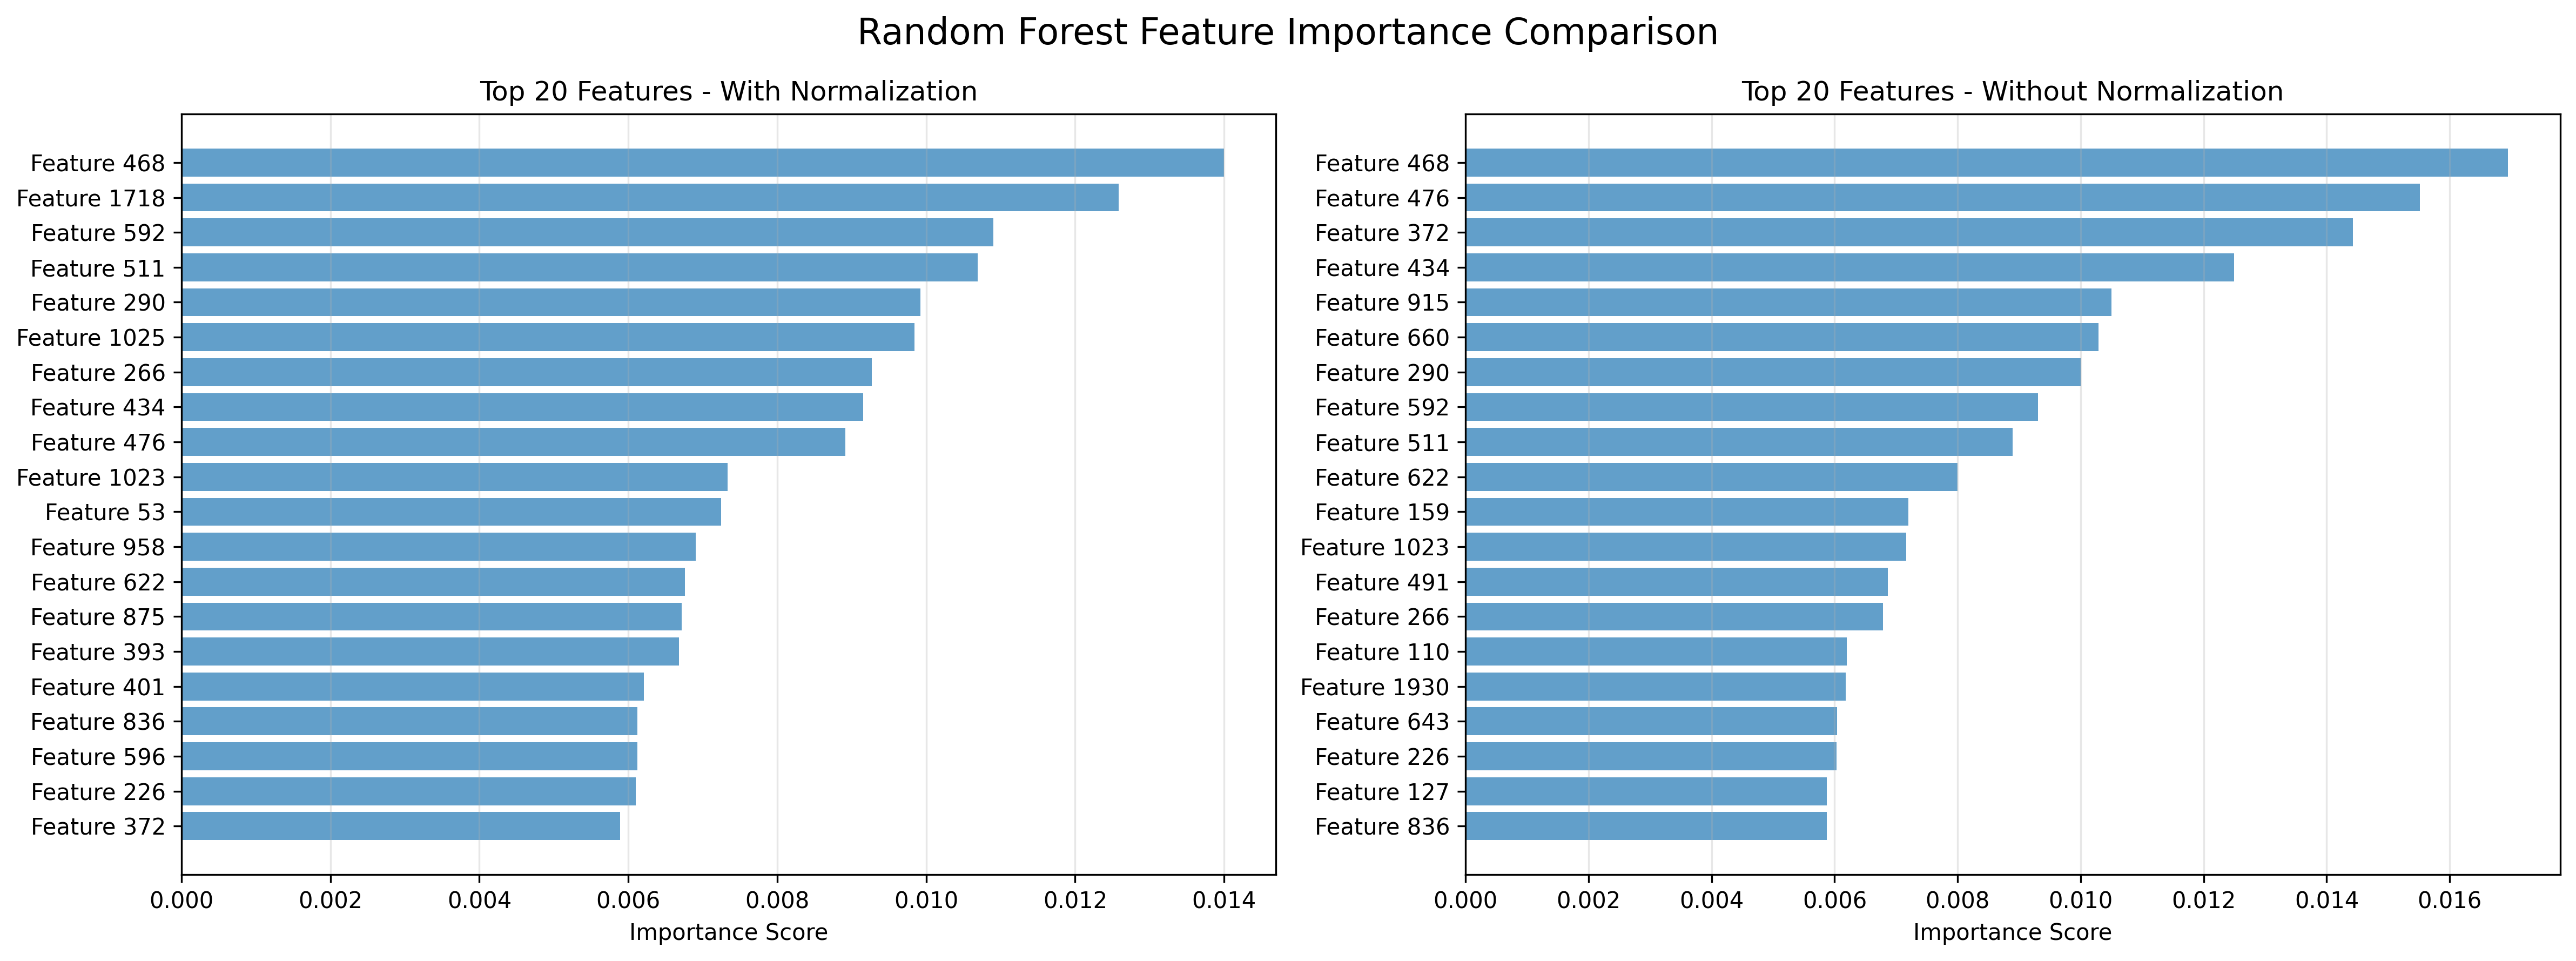 Random Forest Feature Importance Comparison
Top 20 Features - With Normalization
Feature 468
Feature 1718
Feature 592
Feature 511
Feature 290
Feature 1025
Feature 266
Feature 434
Feature 476
Feature 1023
Feature 53
Feature 958
Feature 622
Feature 875
Feature 393
Feature 401
Feature 836
Feature 596
Feature 226
Feature 372
0.000 0.002 0.004 0.006 0.008 0.010 0.012 0.014
Importance Score
Top 20 Features - Without Normalization
Feature 468
Feature 476
Feature 372
Feature 434
Feature 915
Feature 660
Feature 290
Feature 592
Feature 511
Feature 622
Feature 159
Feature 1023
Feature 491
Feature 266
Feature 110
Feature 1930
Feature 643
Feature 226
Feature 127
Feature 836
0.000 0.002 0.004 0.006 0.008 0.010 0.012 0.014 0.016
Importance Score